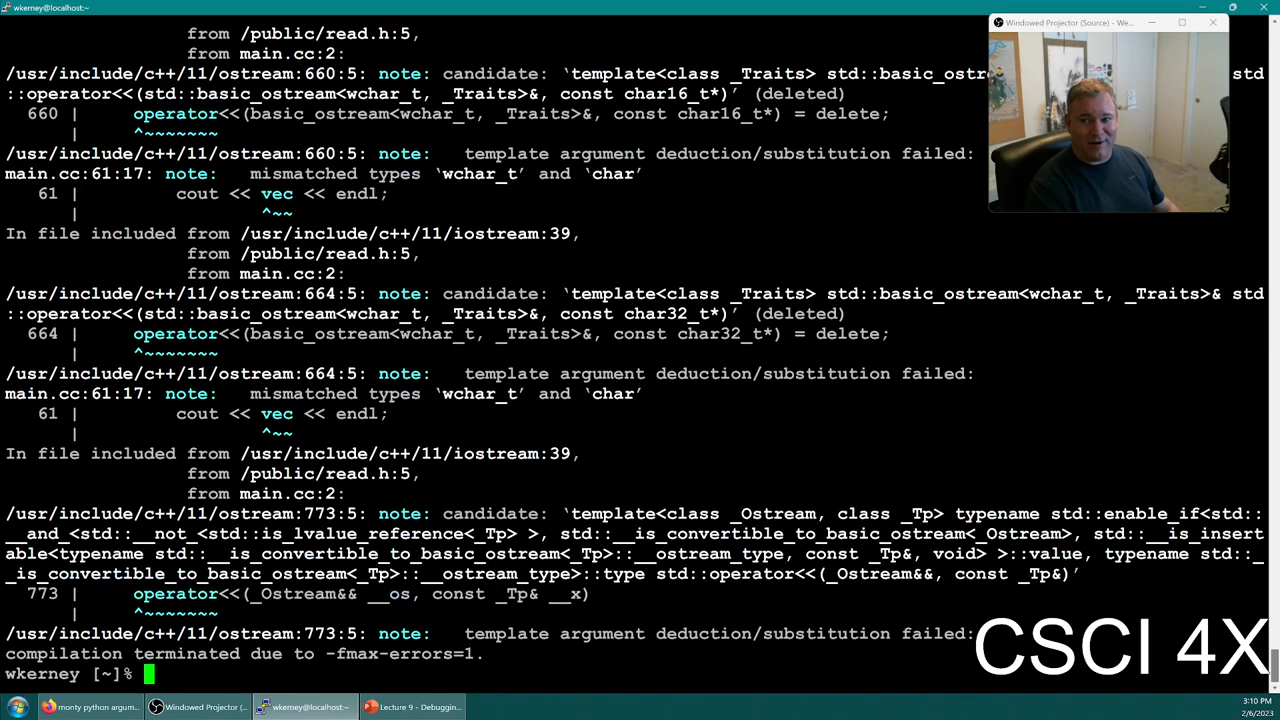 wkerney@localhost:~
Windowed Projector (Source) - We...
from /public/read.h:5,
from main.cc:2:
/usr/include/c++/11/ostream:660:5: note: candidate: ‘template<class _Traits> std::basic_ostre std
::operator<<(std::basic_ostream<wchar_t, _Traits>&, const char16_t*)’ (deleted)
660 | operator<<(basic_ostream<wchar_t, _Traits>&, const char16_t*) = delete;
| ^~~~~~~~
/usr/include/c++/11/ostream:660:5: note: template argument deduction/substitution failed:
main.cc:61:17: note: mismatched types ‘wchar_t’ and ‘char’
61 | cout << vec << endl;
| ^~~
In file included from /usr/include/c++/11/iostream:39,
from /public/read.h:5,
from main.cc:2:
/usr/include/c++/11/ostream:664:5: note: candidate: ‘template<class _Traits> std::basic_ostream<wchar_t, _Traits>& std
::operator<<(std::basic_ostream<wchar_t, _Traits>&, const char32_t*)’ (deleted)
664 | operator<<(basic_ostream<wchar_t, _Traits>&, const char32_t*) = delete;
| ^~~~~~~~
/usr/include/c++/11/ostream:664:5: note: template argument deduction/substitution failed:
main.cc:61:17: note: mismatched types ‘wchar_t’ and ‘char’
61 | cout << vec << endl;
| ^~~
In file included from /usr/include/c++/11/iostream:39,
from /public/read.h:5,
from main.cc:2:
/usr/include/c++/11/ostream:773:5: note: candidate: ‘template<class _Ostream, class _Tp> typename std::enable_if<std::
__and_<std::__not_<std::is_lvalue_reference<_Tp> >, std::__is_convertible_to_basic_ostream<_Ostream>, std::__is_insert
able<typename std::__is_convertible_to_basic_ostream<_Tp>::__ostream_type, const _Tp&, void> >::value, typename std::_
_is_convertible_to_basic_ostream<_Tp>::__ostream_type>::type std::operator<<(_Ostream&&, const _Tp&)’
773 | operator<<(_Ostream&& __os, const _Tp& __x)
| ^~~~~~~~
/usr/include/c++/11/ostream:773:5: note: template argument deduction/substitution failed:
compilation terminated due to -fmax-errors=1.
wkerney [~]%
CSCI 4X
monty python argum...
Windowed Projector (...
wkerney@localhost:~
Lecture 9 - Debuggin...
3:10 PM
2/6/2023